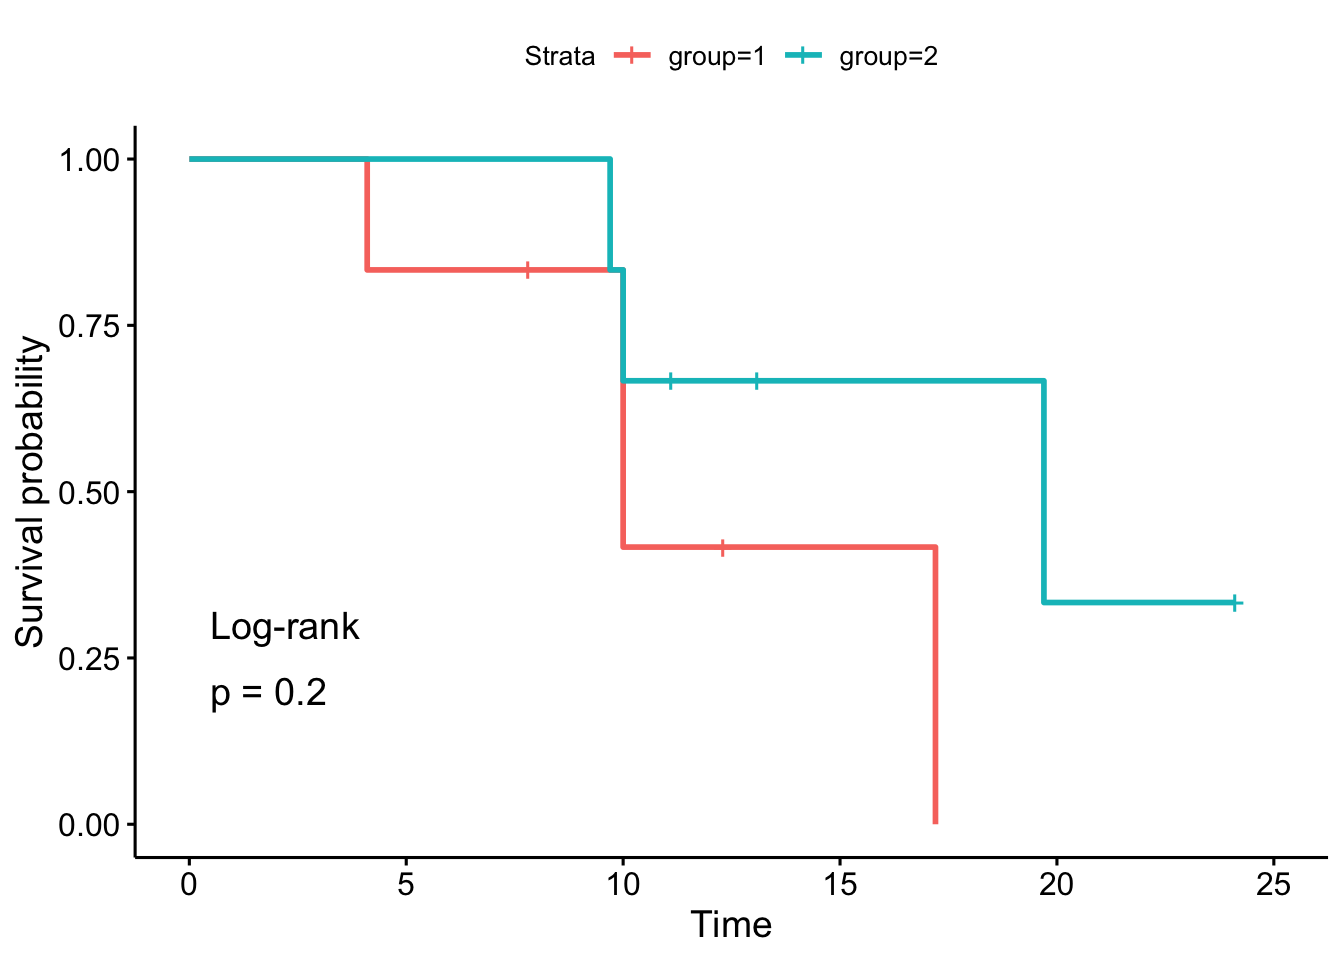 Strata group=1 group=2
1.00
0.75
0.50
0.25
0.00
Survival probability
Log-rank
p = 0.2
0 5 10 15 20 25
Time